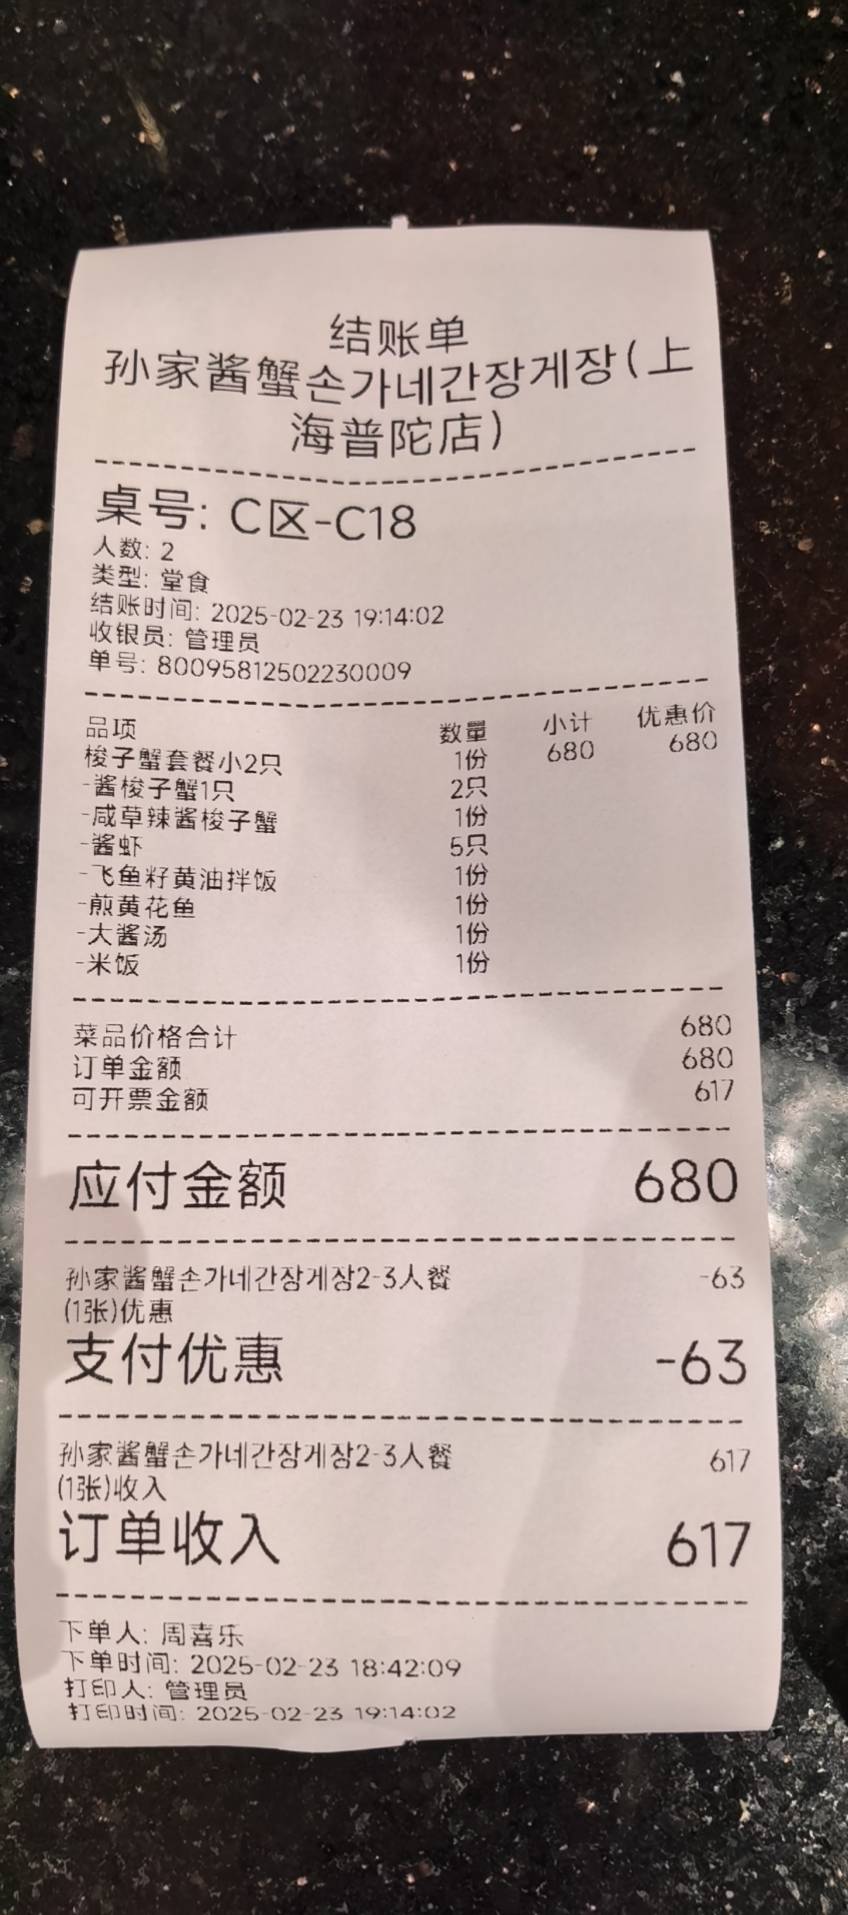 结账单
孙家酱蟹손가네간장게장(上
海普陀店)
桌号: C区-C18
人数: 2
类型: 堂食
结账时间: 2025-02-23 19:14:02
收银员: 管理员
单号: 80095812502230009
品项 数量 小计 优惠价
梭子蟹套餐小2只 1份 680 680
-酱梭子蟹1只 2只
-咸草辣酱梭子蟹 1份
-酱虾 5只
-飞鱼籽黄油拌饭 1份
-煎黄花鱼 1份
-大酱汤 1份
-米饭 1份
菜品价格合计 680
订单金额 680
可开票金额 617
应付金额 680
孙家酱蟹손가네간장게장2-3人餐 -63
(1张)优惠
支付优惠 -63
孙家酱蟹손가네간장게장2-3人餐 617
(1张)收入
订单收入 617
下单人: 周喜乐
下单时间: 2025-02-23 18:42:09
打印人: 管理员
打印时间: 2025-02-23 19:14:02